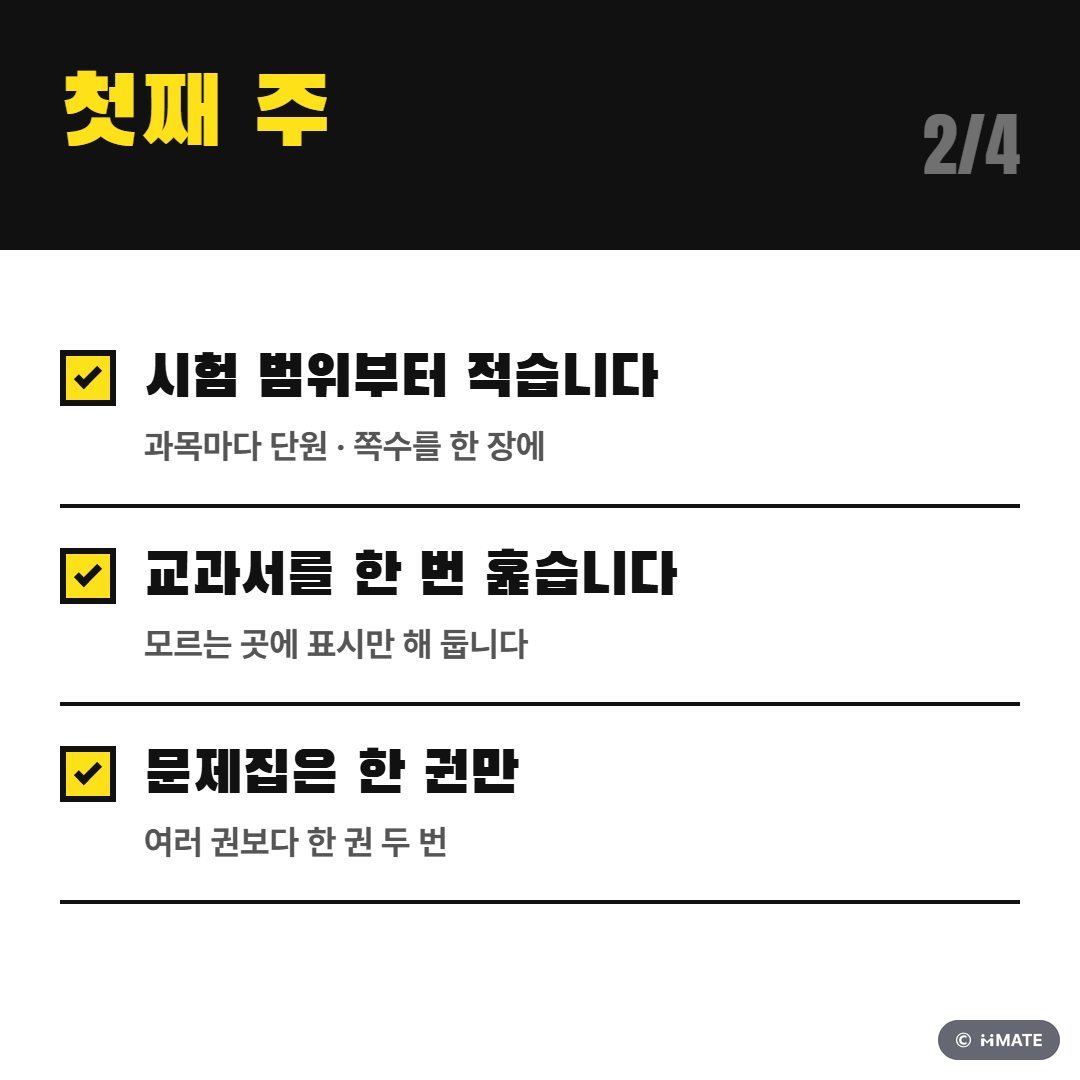 첫째 주
2/4
시험 범위부터 적습니다
과목마다 단원 · 쪽수를 한 장에
교과서를 한 번 훑습니다
모르는 곳에 표시만 해 둡니다
문제집은 한 권만
여러 권보다 한 권 두 번
© MMATE